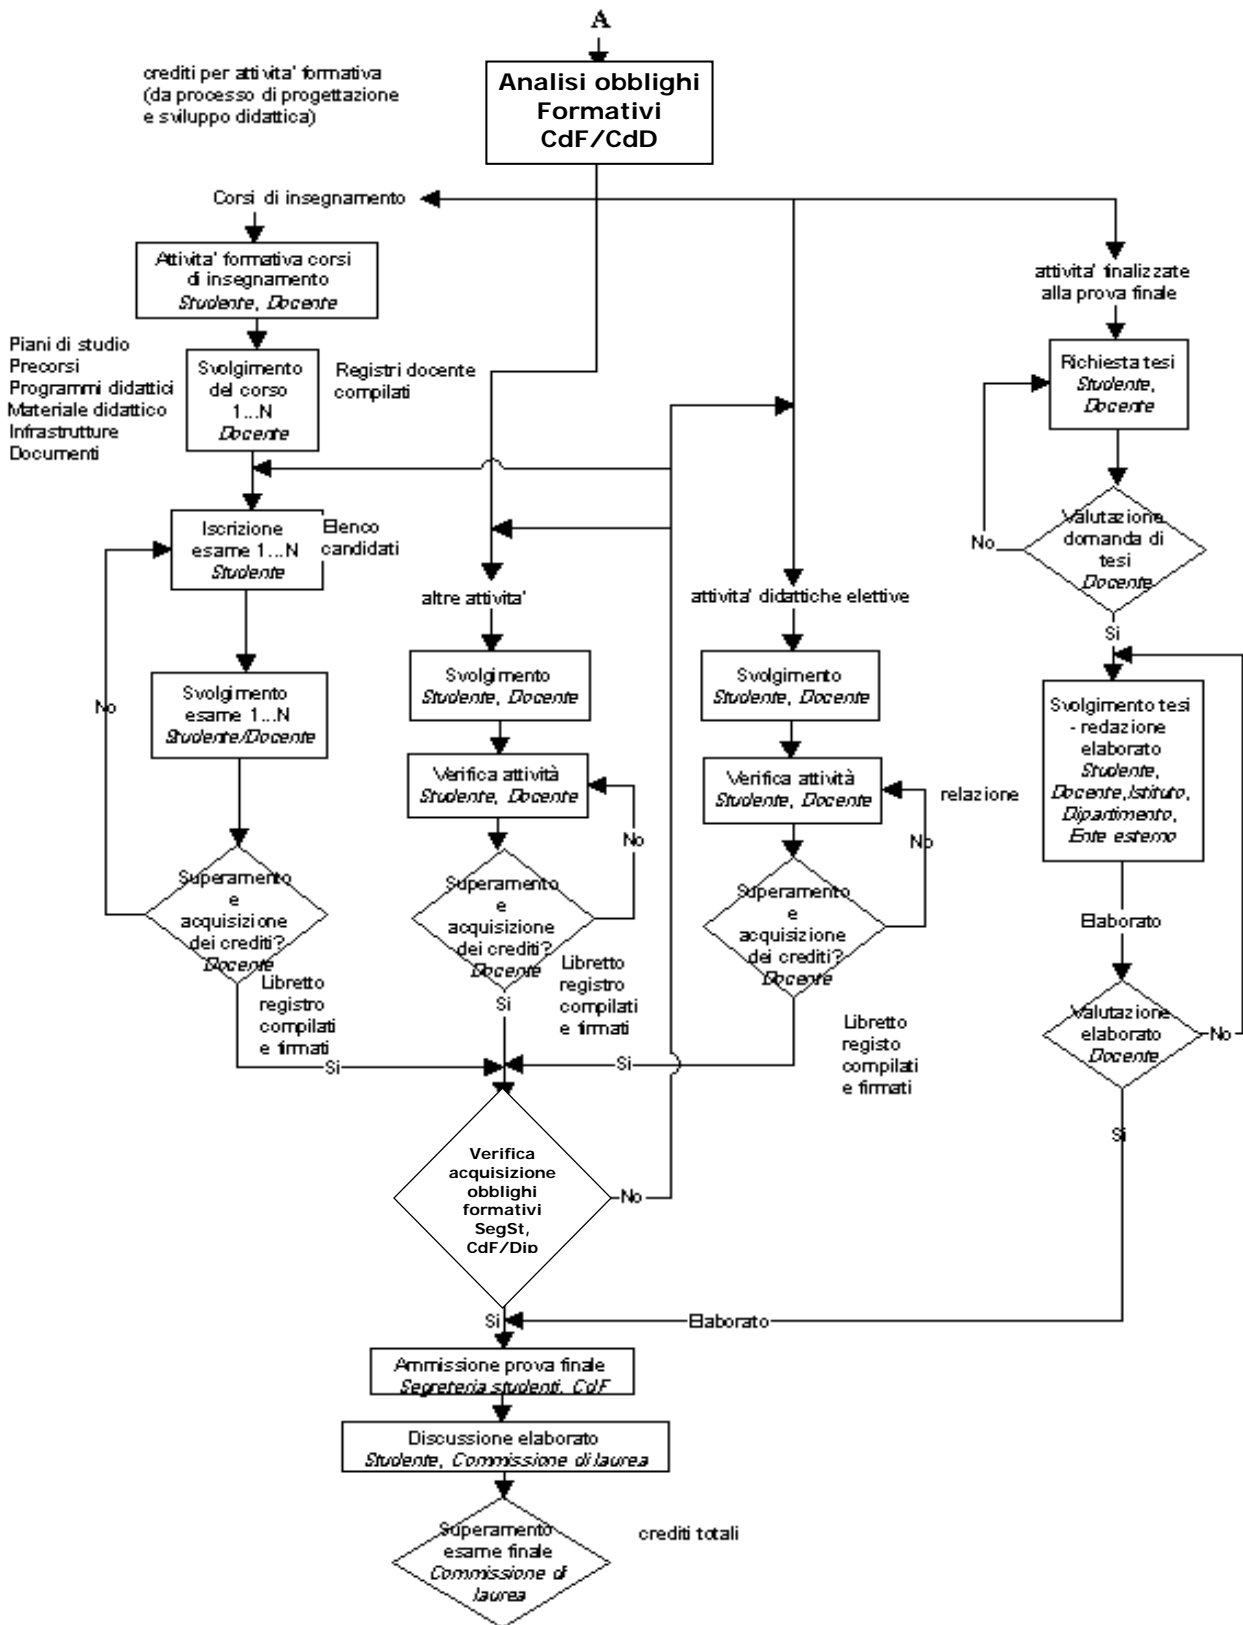 A
crediti per attivita' formativa
(da processo di progettazione
e sviluppo didattica)
Analisi obblighi
Formativi
CdF/CdD
Corsi di insegnamento
Attivita' formativa corsi
di insegnamento
Studente, Docente
attivita' finalizzate
alla prova finale
Piani di studio
Precorsi
Programmi didattici
Materiale didattico
Infrastrutture
Documenti
Svolgimento
del corso
1...N
Docente
Registri docente
compilati
Richiesta tesi
Studente,
Docente
Iscrizione
esame 1...N
Studente
Elenco
candidati
No
Valutazione
domanda di
tesi
Docente
Si
altre attivita'
attivita' didattiche elettive
No
Svolgimento
esame 1...N
Studente/Docente
Svolgimento
Studente, Docente
Svolgimento
Studente, Docente
Svolgimento tesi
- redazione
elaborato
Studente,
Docente,Istituto,
Dipartimento,
Ente esterno
Verifica attività
Studente, Docente
No
Verifica attività
Studente, Docente
No
relazione
Superamento
e
acquisizione
dei crediti?
Docente
Superamento
e
acquisizione
dei crediti?
Docente
Superamento
e
acquisizione
dei crediti?
Docente
Elaborato
Libretto
registro
compilati
e firmati
Si
Libretto
registro
compilati
e firmati
Si
Libretto
registo
compilati
e firmati
Si
Valutazione
elaborato
Docente
No
Si
Verifica
acquisizione
obblighi
formativi
SegSt,
CdF/Dip
No
Si
Elaborato
Ammissione prova finale
Segreteria studenti, CdF
Discussione elaborato
Studente, Commissione di laurea
Superamento
esame finale
Commissione di
laurea
crediti totali